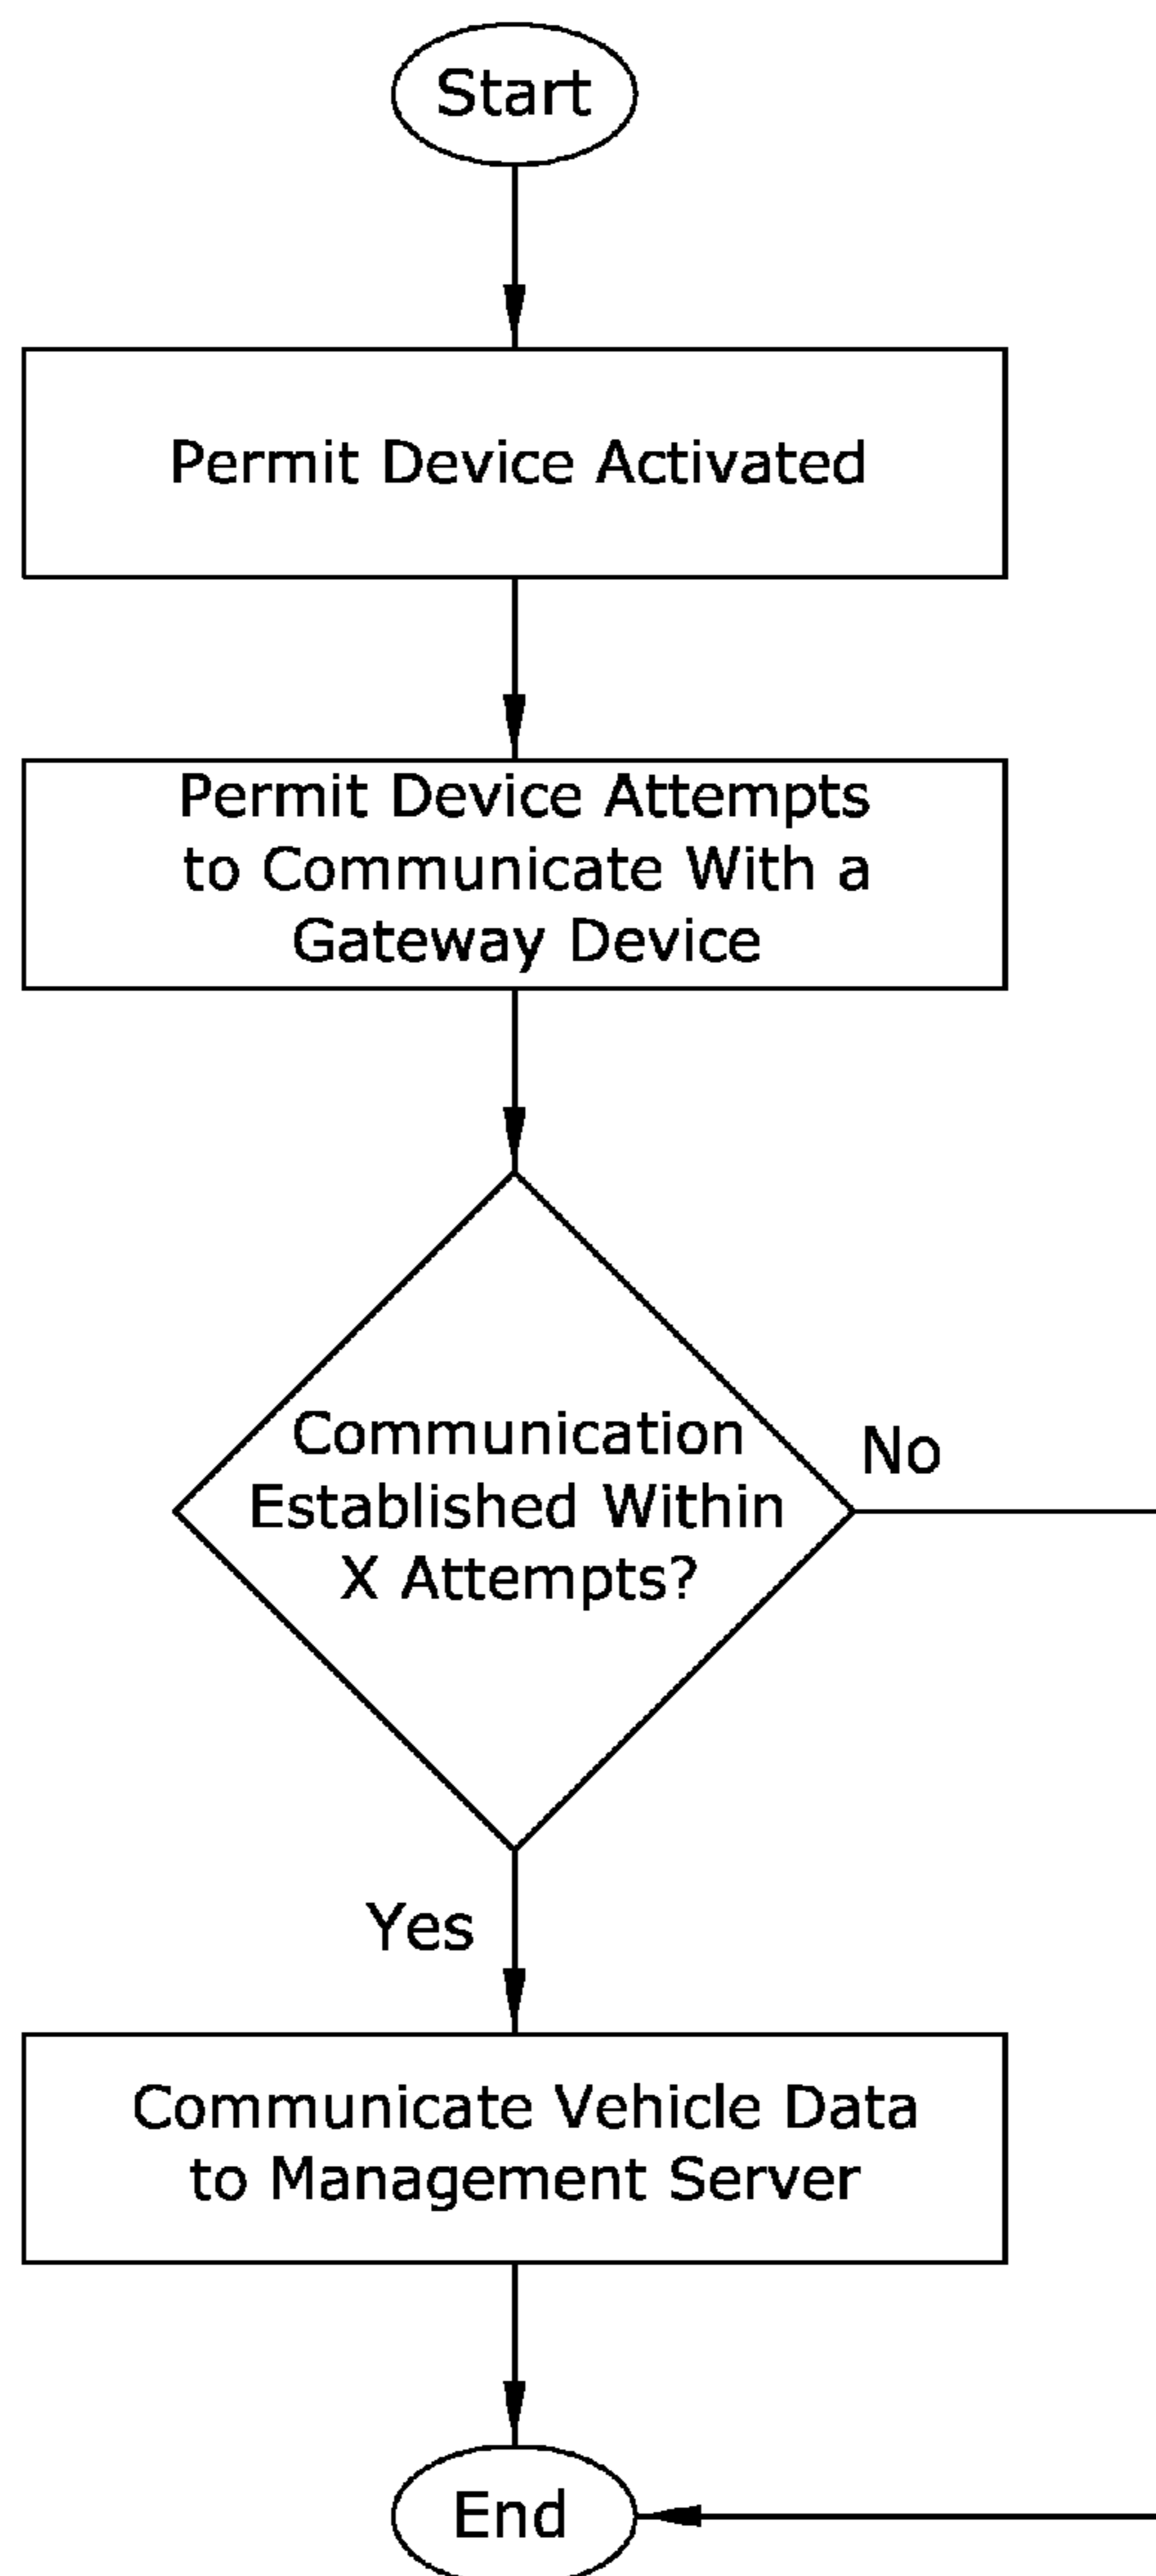 Start
Permit Device Activated
Permit Device Attempts
to Communicate With a
Gateway Device
Communication
Established Within
X Attempts?
No
Yes
Communicate Vehicle Data
to Management Server
End